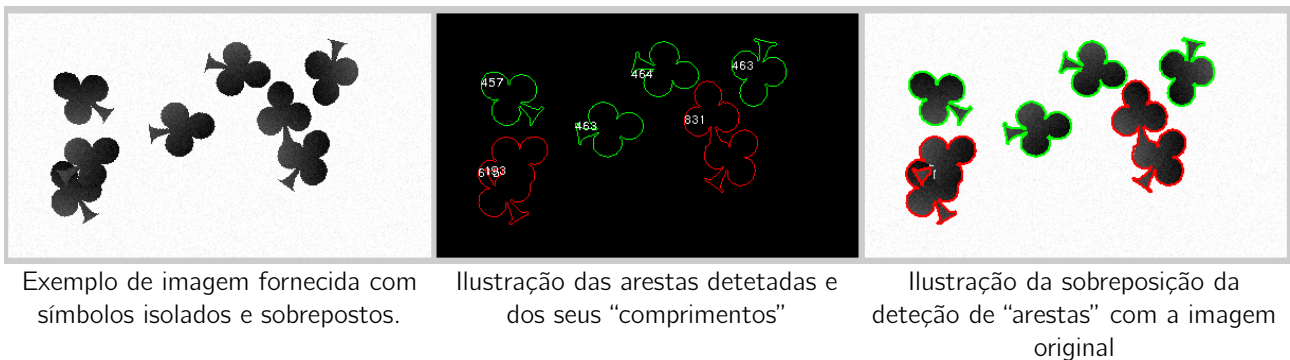 457
464
463
463
831
193
Exemplo de imagem fornecida com
símbolos isolados e sobrepostos.
Ilustração das arestas detetadas e
dos seus “comprimentos”
Ilustração da sobreposição da
deteção de “arestas” com a imagem
original